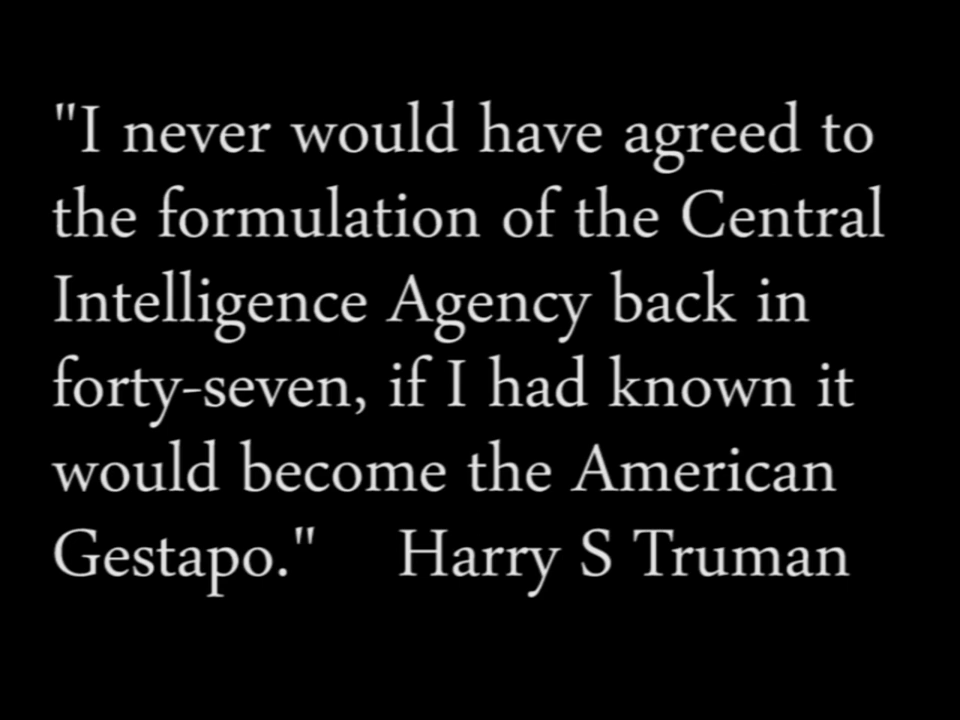 "I never would have agreed to
the formulation of the Central
Intelligence Agency back in
forty-seven, if I had known it
would become the American
Gestapo." Harry S Truman